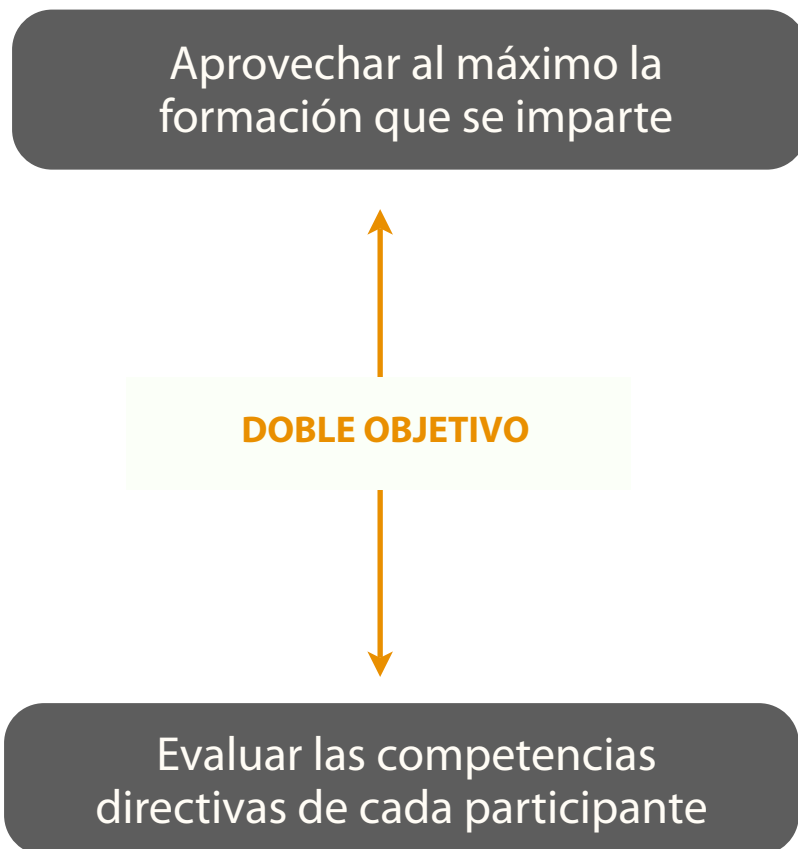 Aprovechar al máximo la
formación que se imparte
DOBLE OBJETIVO
Evaluar las competencias
directivas de cada participante